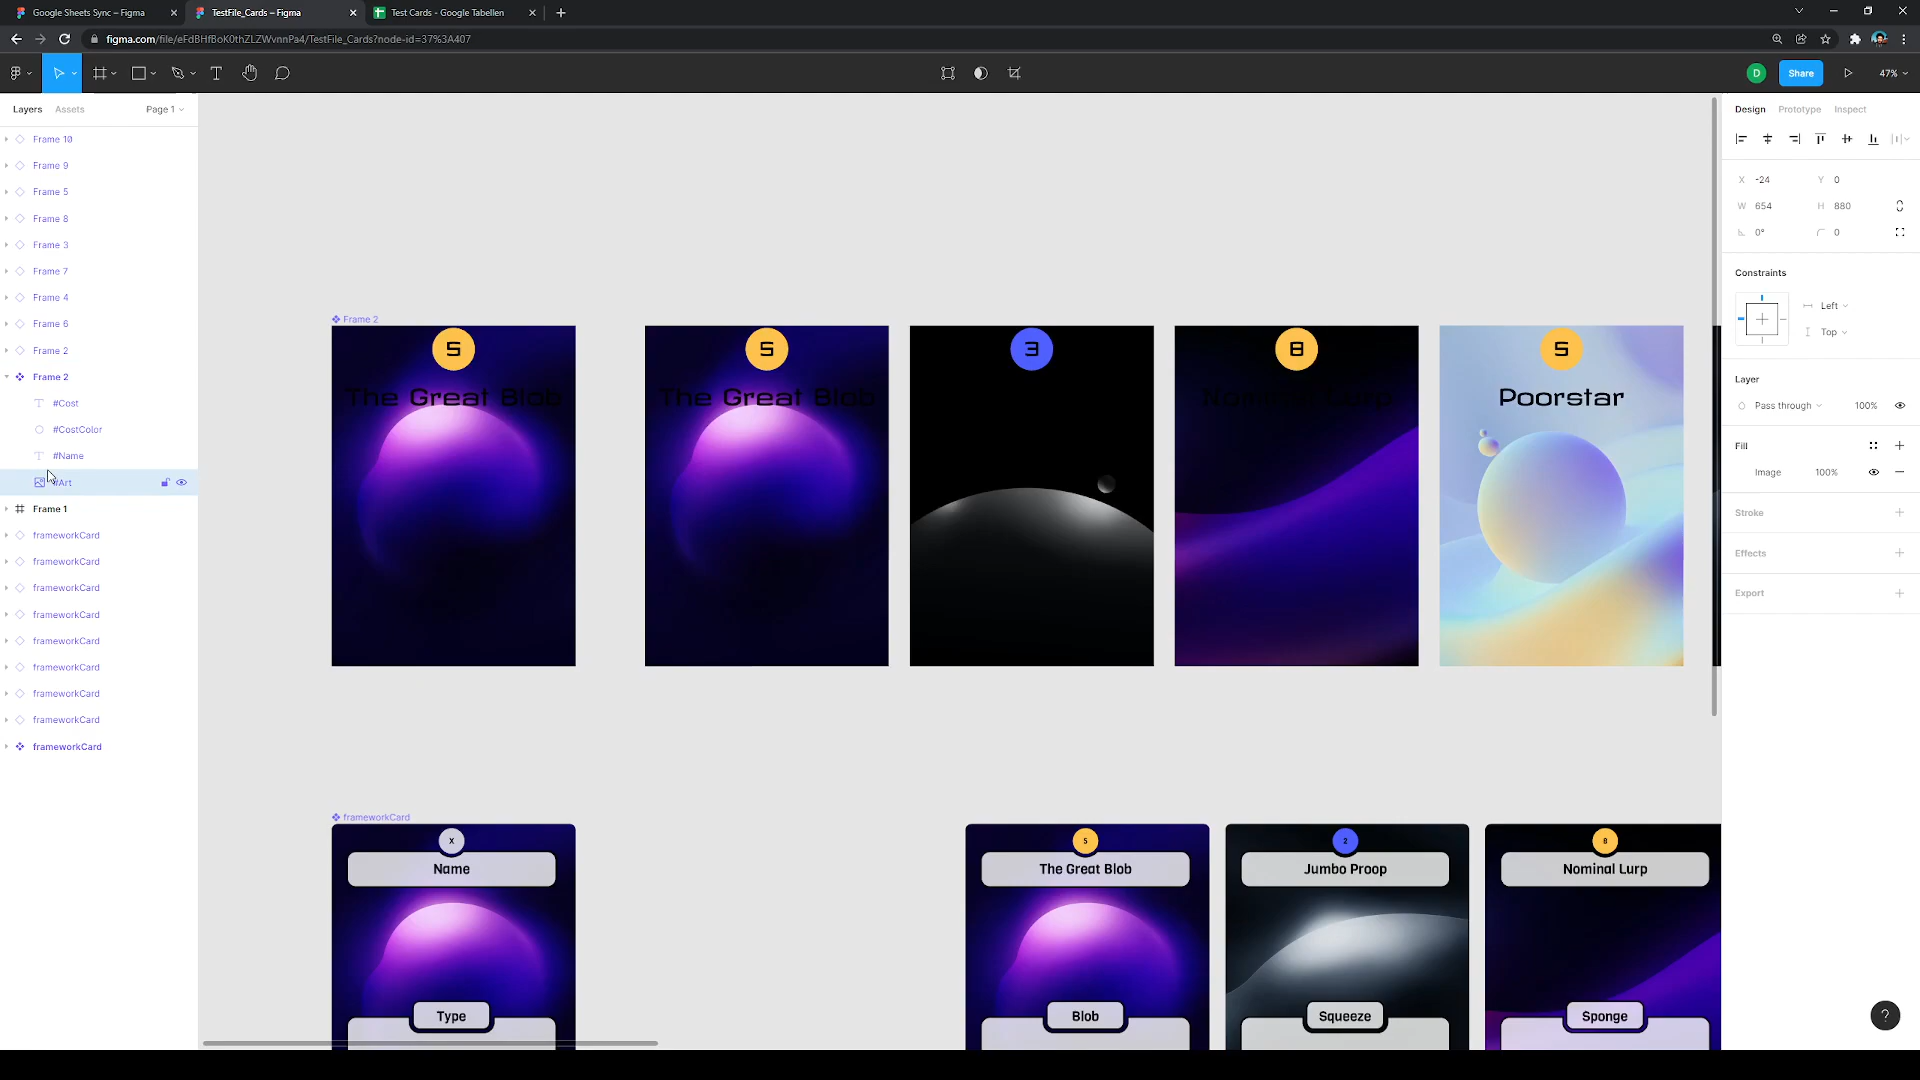 Google Sheets Sync – Figma
TestFile_Cards – Figma
Test Cards - Google Tabellen
figma.com/file/eFdBHfBoK0thZLZWvnnPa4/TestFile_Cards?node-id=37%3A407
D
Share
47%
Layers
Assets
Page 1
Frame 10
Frame 9
Frame 5
Frame 8
Frame 3
Frame 7
Frame 4
Frame 6
Frame 2
Frame 2
#Cost
#CostColor
#Name
#Art
Frame 1
frameworkCard
frameworkCard
frameworkCard
frameworkCard
frameworkCard
frameworkCard
frameworkCard
frameworkCard
frameworkCard
Frame 2
5
The Great Blob
5
The Great Blob
3
8
Nominal Lurp
5
Poorstar
frameworkCard
X
Name
Type
5
The Great Blob
Blob
2
Jumbo Proop
Squeeze
8
Nominal Lurp
Sponge
Design
Prototype
Inspect
X -24
Y 0
W 654
H 880
0°
0
Constraints
Left
Top
Layer
Pass through
100%
Fill
Image
100%
Stroke
Effects
Export
?